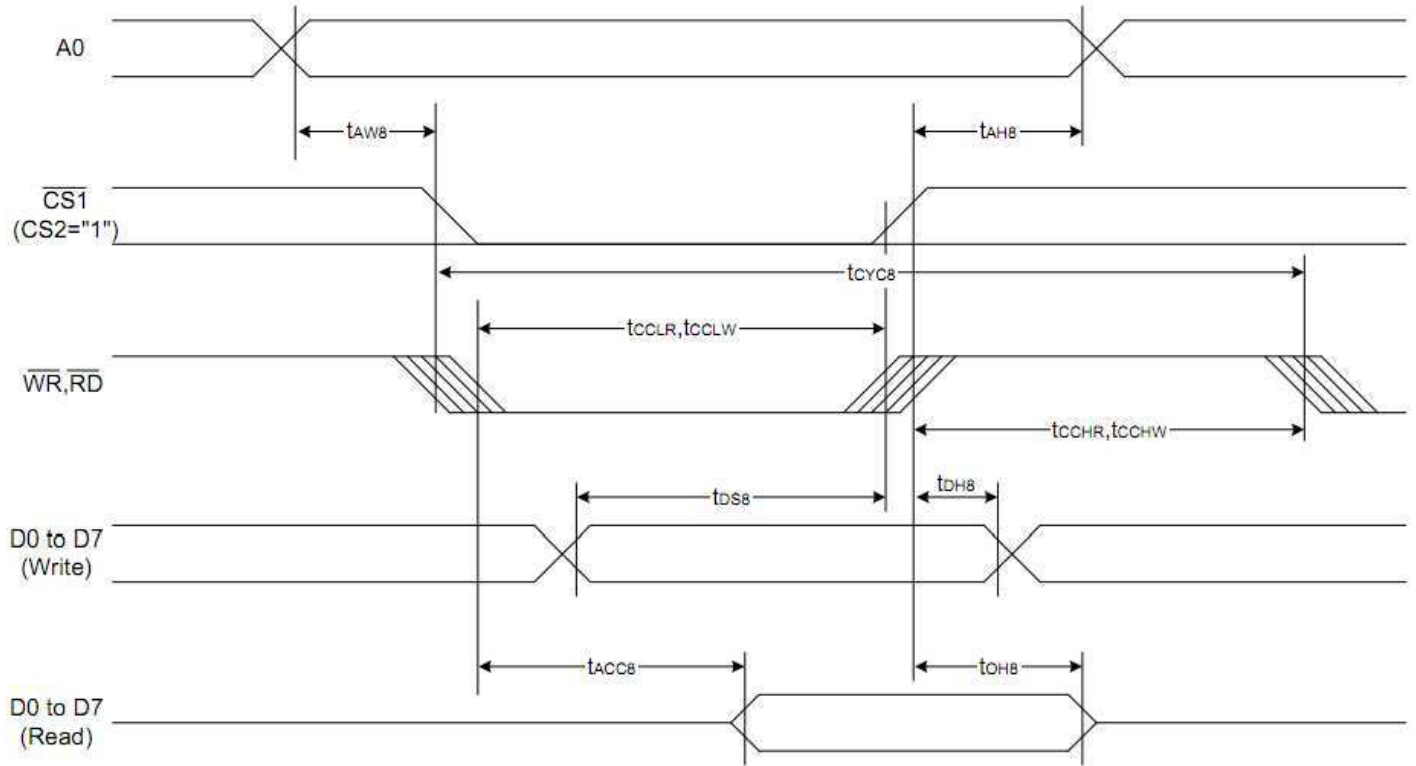 A0
tAW8
tAH8
CS1
(CS2="1")
tCYC8
tCCLR,tCCLW
WR,RD
tCCHR,tCCHW
tDS8
tDH8
D0 to D7
(Write)
tACC8
tOH8
D0 to D7
(Read)